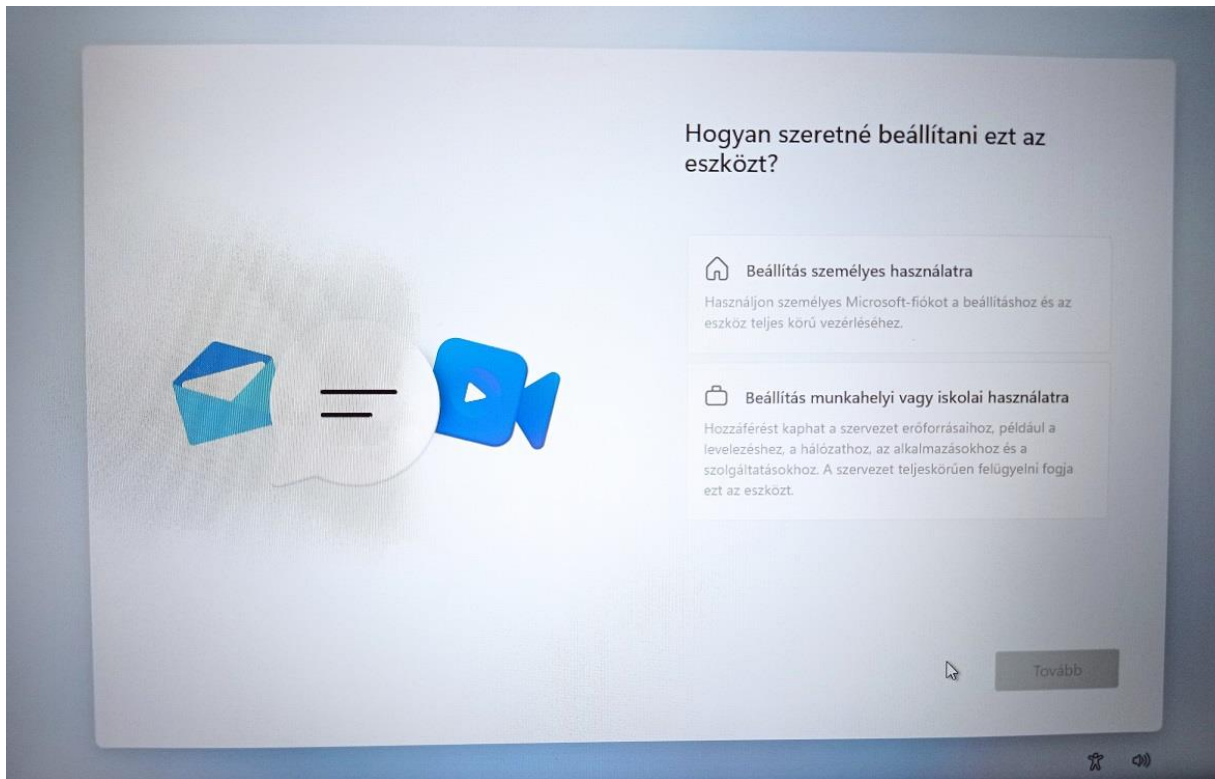 Hogyan szeretné beállítani ezt az
eszközt?
Beállítás személyes használatra
Használjon személyes Microsoft-fiókot a beállításhoz és az
eszköz teljes körű vezérléséhez.
Beállítás munkahelyi vagy iskolai használatra
Hozzáférést kaphat a szervezet erőforrásaihoz, például a
levelezéshez, a hálózathoz, az alkalmazásokhoz és a
szolgáltatásokhoz. A szervezet teljeskörűen felügyelni fogja
ezt az eszközt.
Tovább